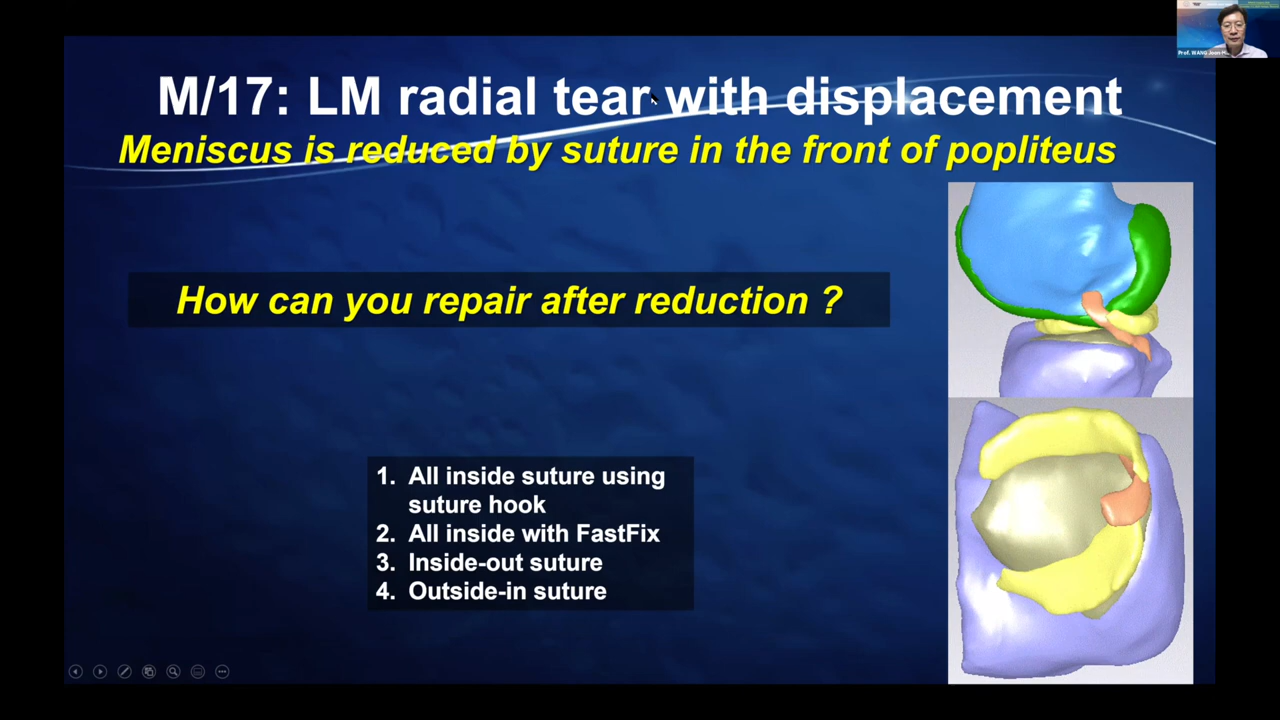 M/17: LM radial tear with displacement
Meniscus is reduced by suture in the front of popliteus
How can you repair after reduction ?
1. All inside suture using
suture hook
2. All inside with FastFix
3. Inside-out suture
4. Outside-in suture